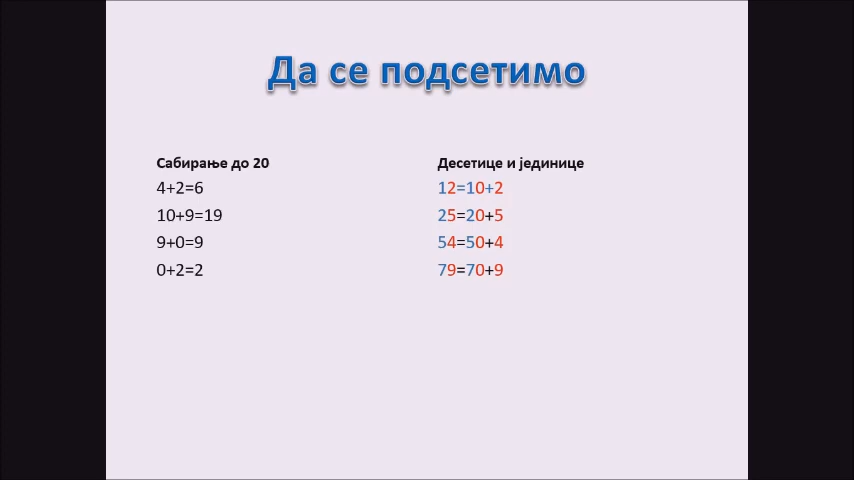 Да се подсетимо
Сабирање до 20
4+2=6
10+9=19
9+0=9
0+2=2
Десетице и јединице
12=10+2
25=20+5
54=50+4
79=70+9